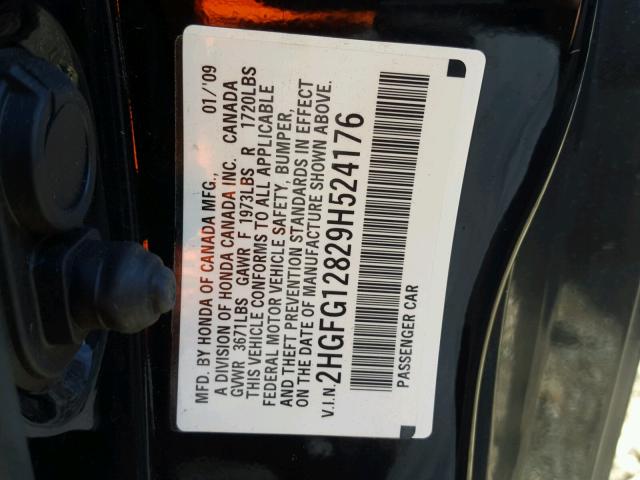 MFD. BY HONDA OF CANADA MFG., 01/'09
A DIVISION OF HONDA CANADA INC. CANADA
GVWR 3671LBS GAWR F 1973LBS R 1720LBS
THIS VEHICLE CONFORMS TO ALL APPLICABLE
FEDERAL MOTOR VEHICLE SAFETY, BUMPER,
AND THEFT PREVENTION STANDARDS IN EFFECT
ON THE DATE OF MANUFACTURE SHOWN ABOVE.
V.I.N. 2HGFG12829H524176
PASSENGER CAR